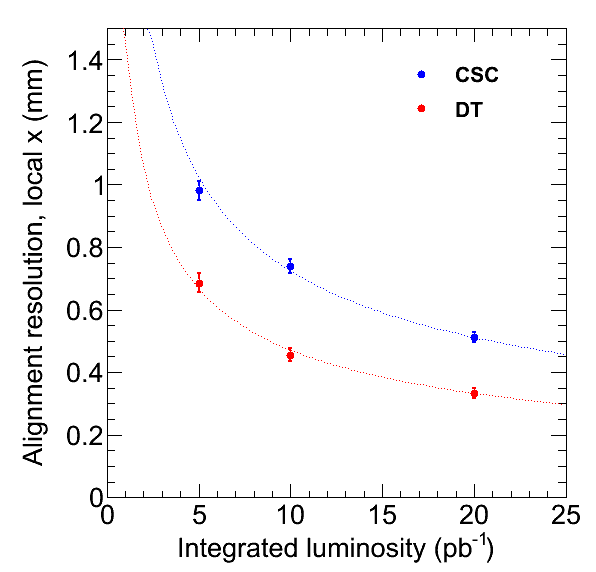 Alignment resolution, local x (mm)
1.4
1.2
1
0.8
0.6
0.4
0.2
0
CSC
DT
0 5 10 15 20 25
Integrated luminosity (pb⁻¹)